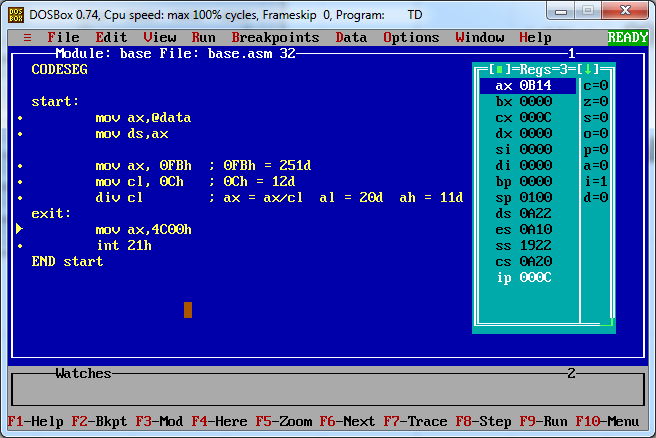 DOSBox 0.74, Cpu speed: max 100% cycles, Frameskip 0, Program: TD
≡ File Edit View Run Breakpoints Data Options Window Help READY
Module: base File: base.asm 32 1
CODESEG
start:
mov ax,@data
mov ds,ax
mov ax, 0FBh ; 0FBh = 251d
mov cl, 0Ch ; 0Ch = 12d
div cl ; ax = ax/cl al = 20d ah = 11d
exit:
mov ax,4C00h
int 21h
END start
[■]=Regs=3=[↓]
ax 0B14 c=0
bx 0000 z=0
cx 000C s=0
dx 0000 o=0
si 0000 p=0
di 0000 a=0
bp 0000 i=1
sp 0100 d=0
ds 0A22
es 0A10
ss 1922
cs 0A20
ip 000C
Watches 2
F1-Help F2-Bkpt F3-Mod F4-Here F5-Zoom F6-Next F7-Trace F8-Step F9-Run F10-Menu